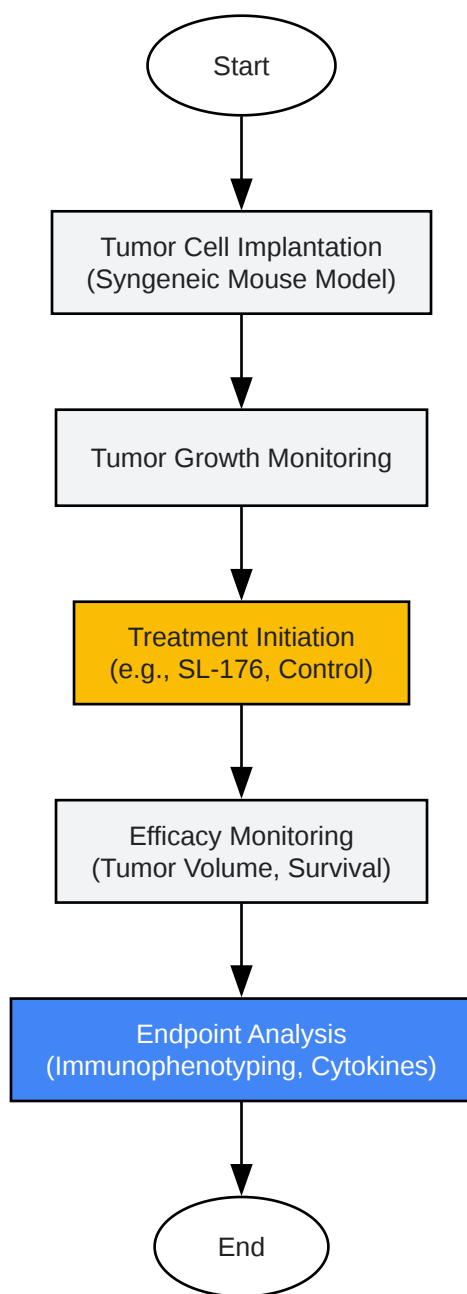 Start
Tumor Cell Implantation
(Syngeneic Mouse Model)
Tumor Growth Monitoring
Treatment Initiation
(e.g., SL-176, Control)
Efficacy Monitoring
(Tumor Volume, Survival)
Endpoint Analysis
(Immunophenotyping, Cytokines)
End